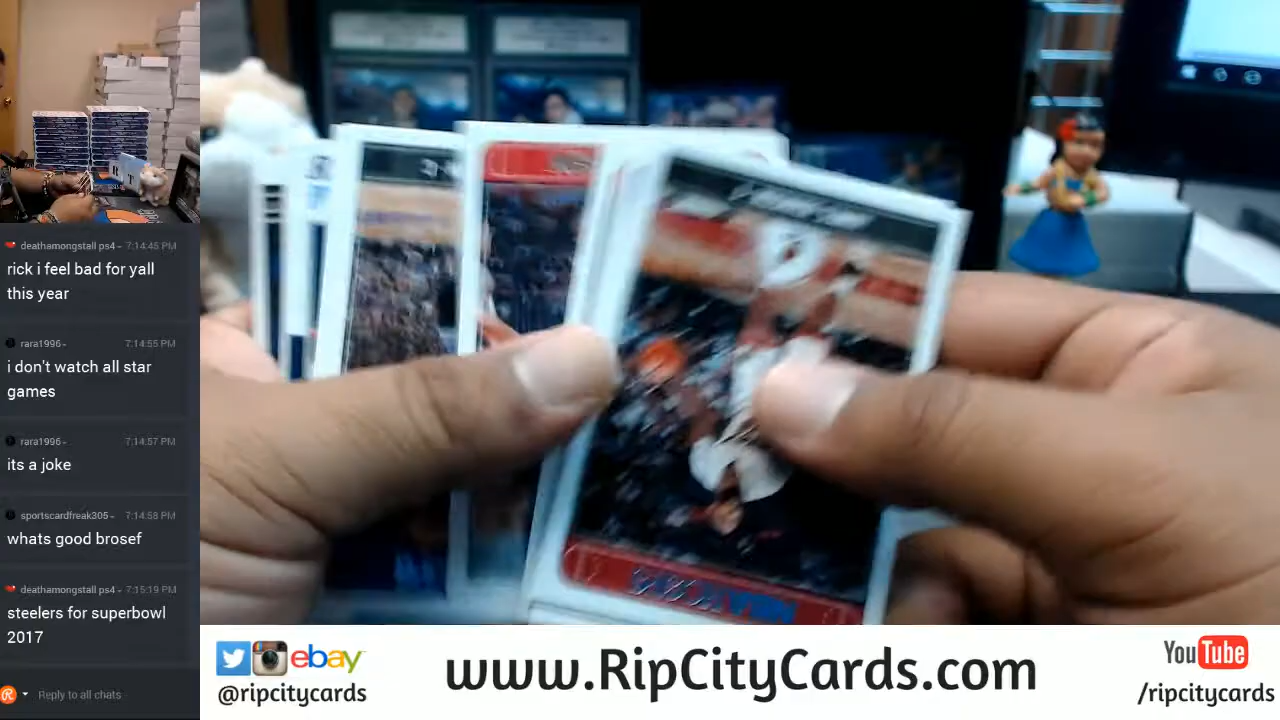 deathamongstall ps4 - 7:14:45 PM
rick i feel bad for yall
this year
rara1996 - 7:14:55 PM
i don't watch all star
games
rara1996 - 7:14:57 PM
its a joke
sportscardfreak305 - 7:14:58 PM
whats good brosef
deathamongstall ps4 - 7:15:19 PM
steelers for superbowl
2017
Reply to all chats
ebay
@ripcitycards
www.RipCityCards.com
YouTube
/ripcitycards